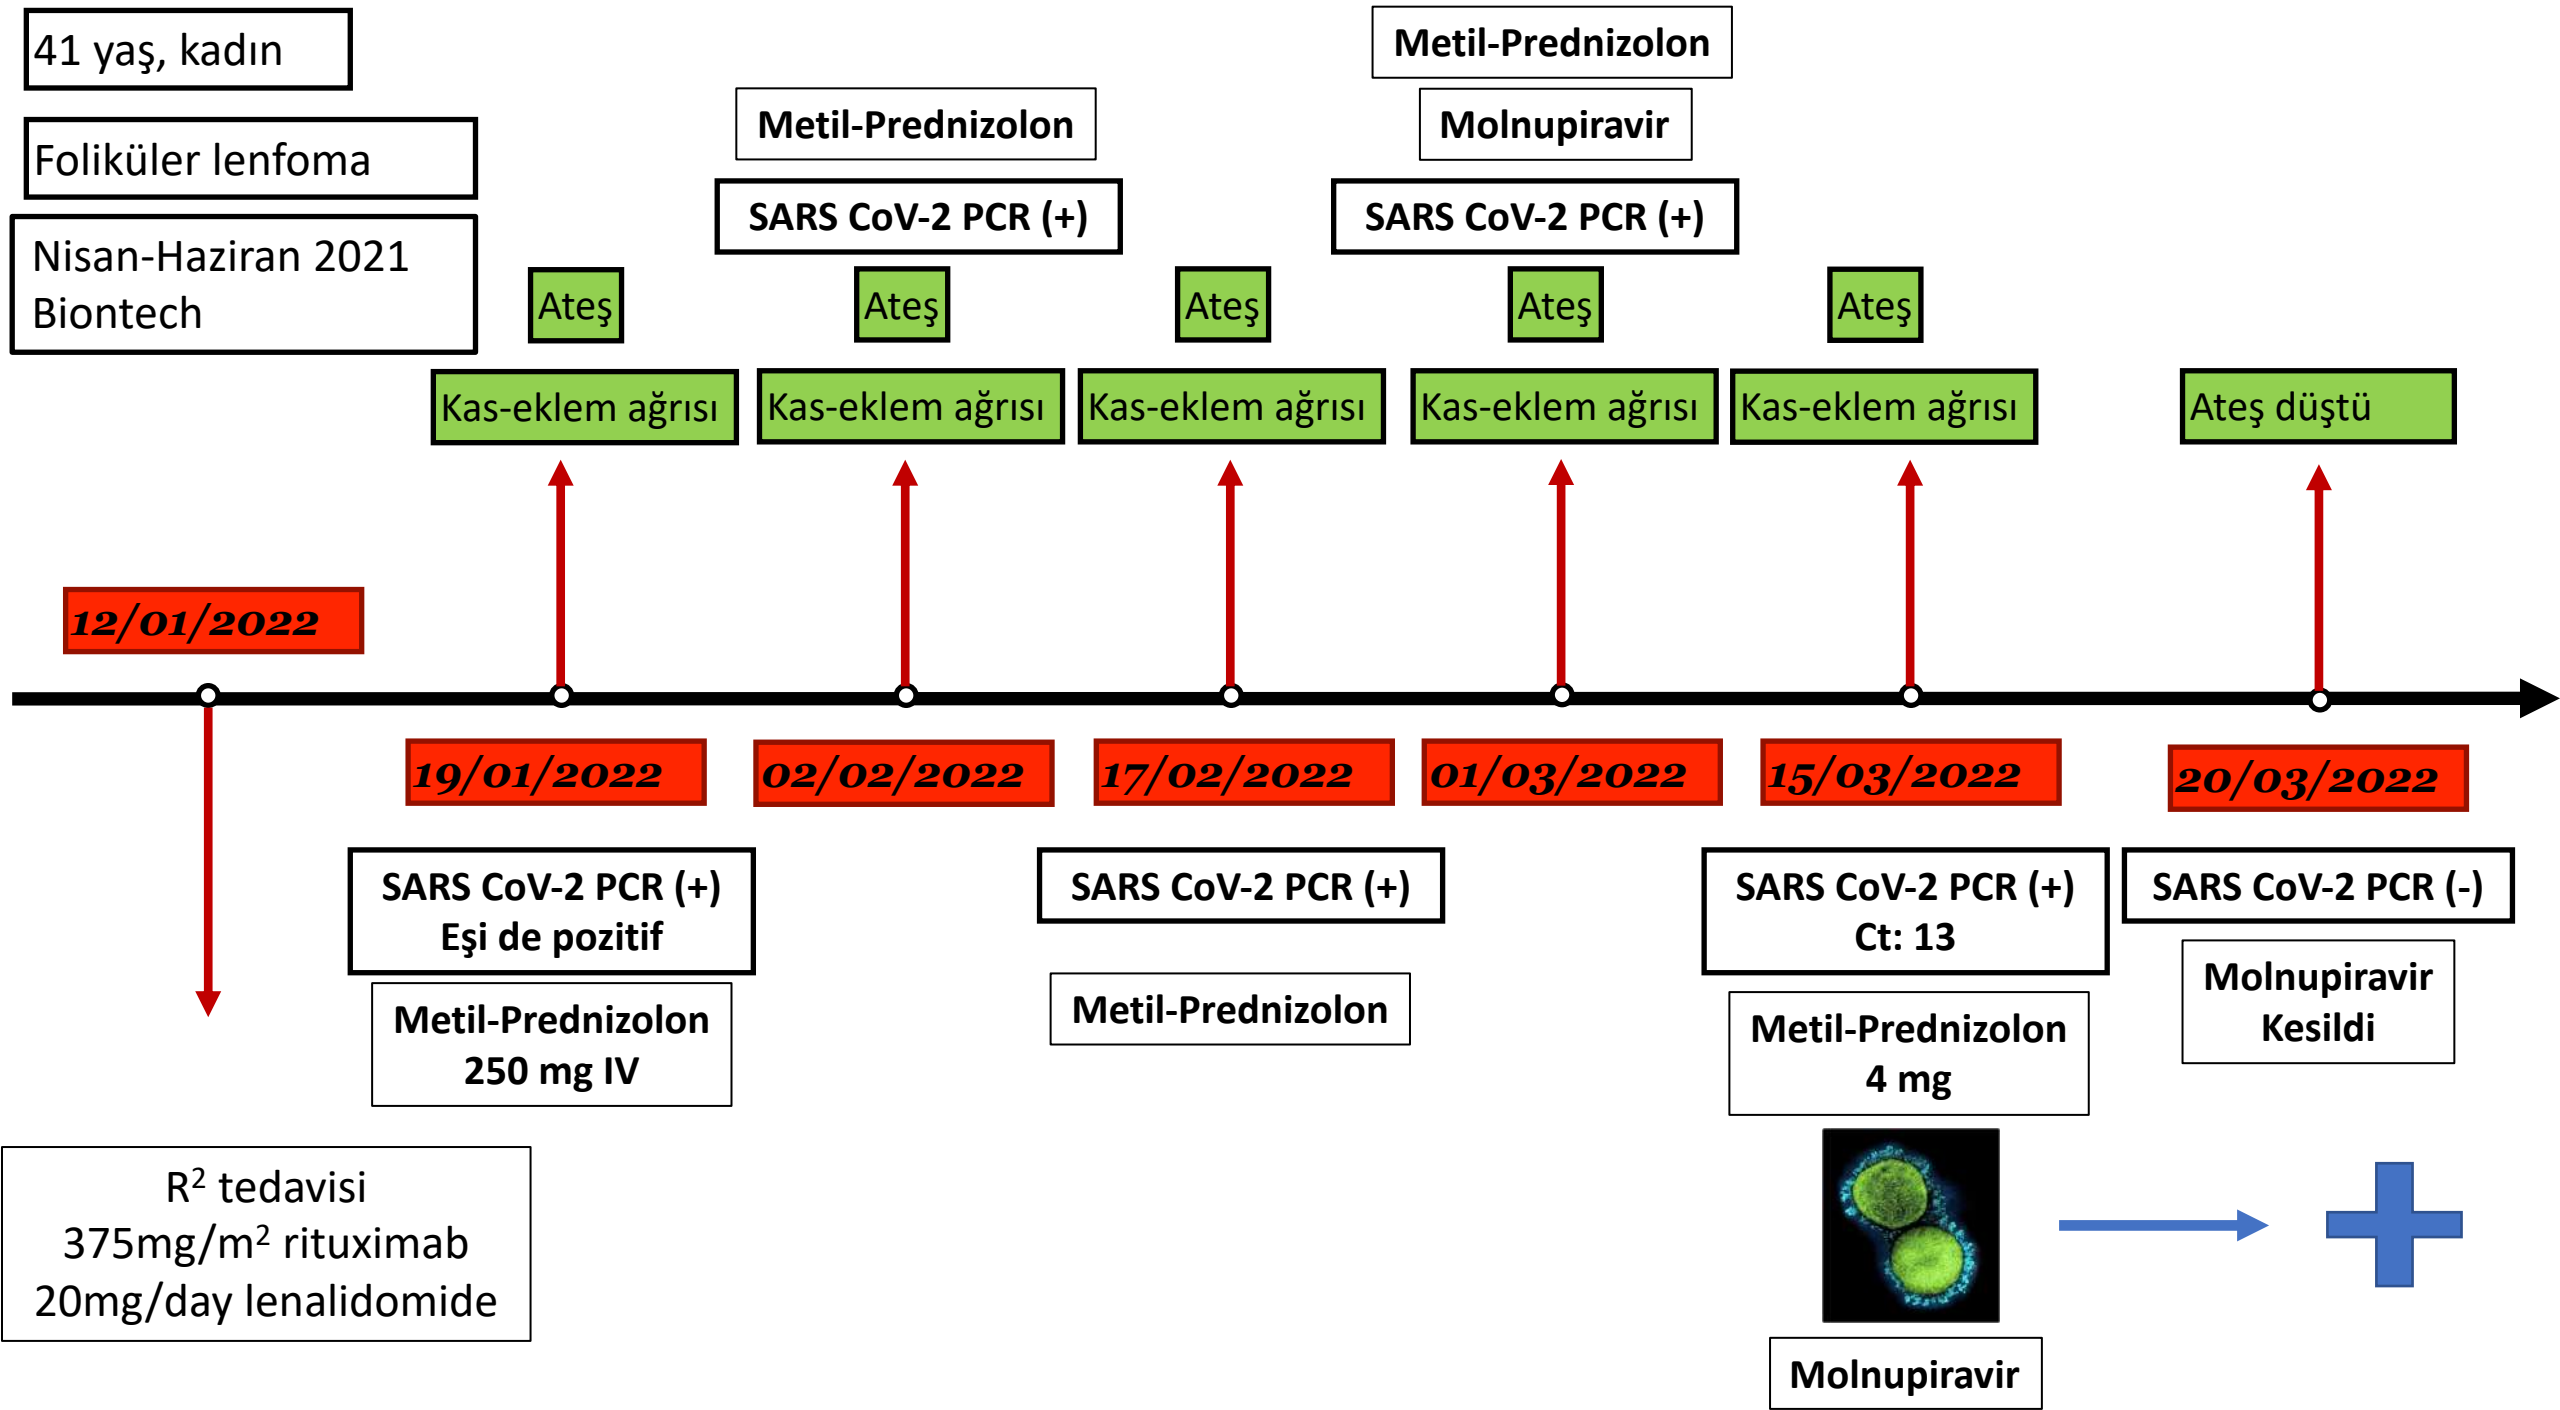 41 yaş, kadın
Foliküler lenfoma
Nisan-Haziran 2021
Biontech
12/01/2022
R² tedavisi
375mg/m² rituximab
20mg/day lenalidomide
Ateş
Kas-eklem ağrısı
19/01/2022
SARS CoV-2 PCR (+)
Eşi de pozitif
Metil-Prednizolon
250 mg IV
Metil-Prednizolon
SARS CoV-2 PCR (+)
Ateş
Kas-eklem ağrısı
02/02/2022
Ateş
Kas-eklem ağrısı
17/02/2022
SARS CoV-2 PCR (+)
Metil-Prednizolon
Metil-Prednizolon
Molnupiravir
SARS CoV-2 PCR (+)
Ateş
Kas-eklem ağrısı
01/03/2022
Ateş
Kas-eklem ağrısı
15/03/2022
SARS CoV-2 PCR (+)
Ct: 13
Metil-Prednizolon
4 mg
Molnupiravir
Ateş düştü
20/03/2022
SARS CoV-2 PCR (-)
Molnupiravir
Kesildi